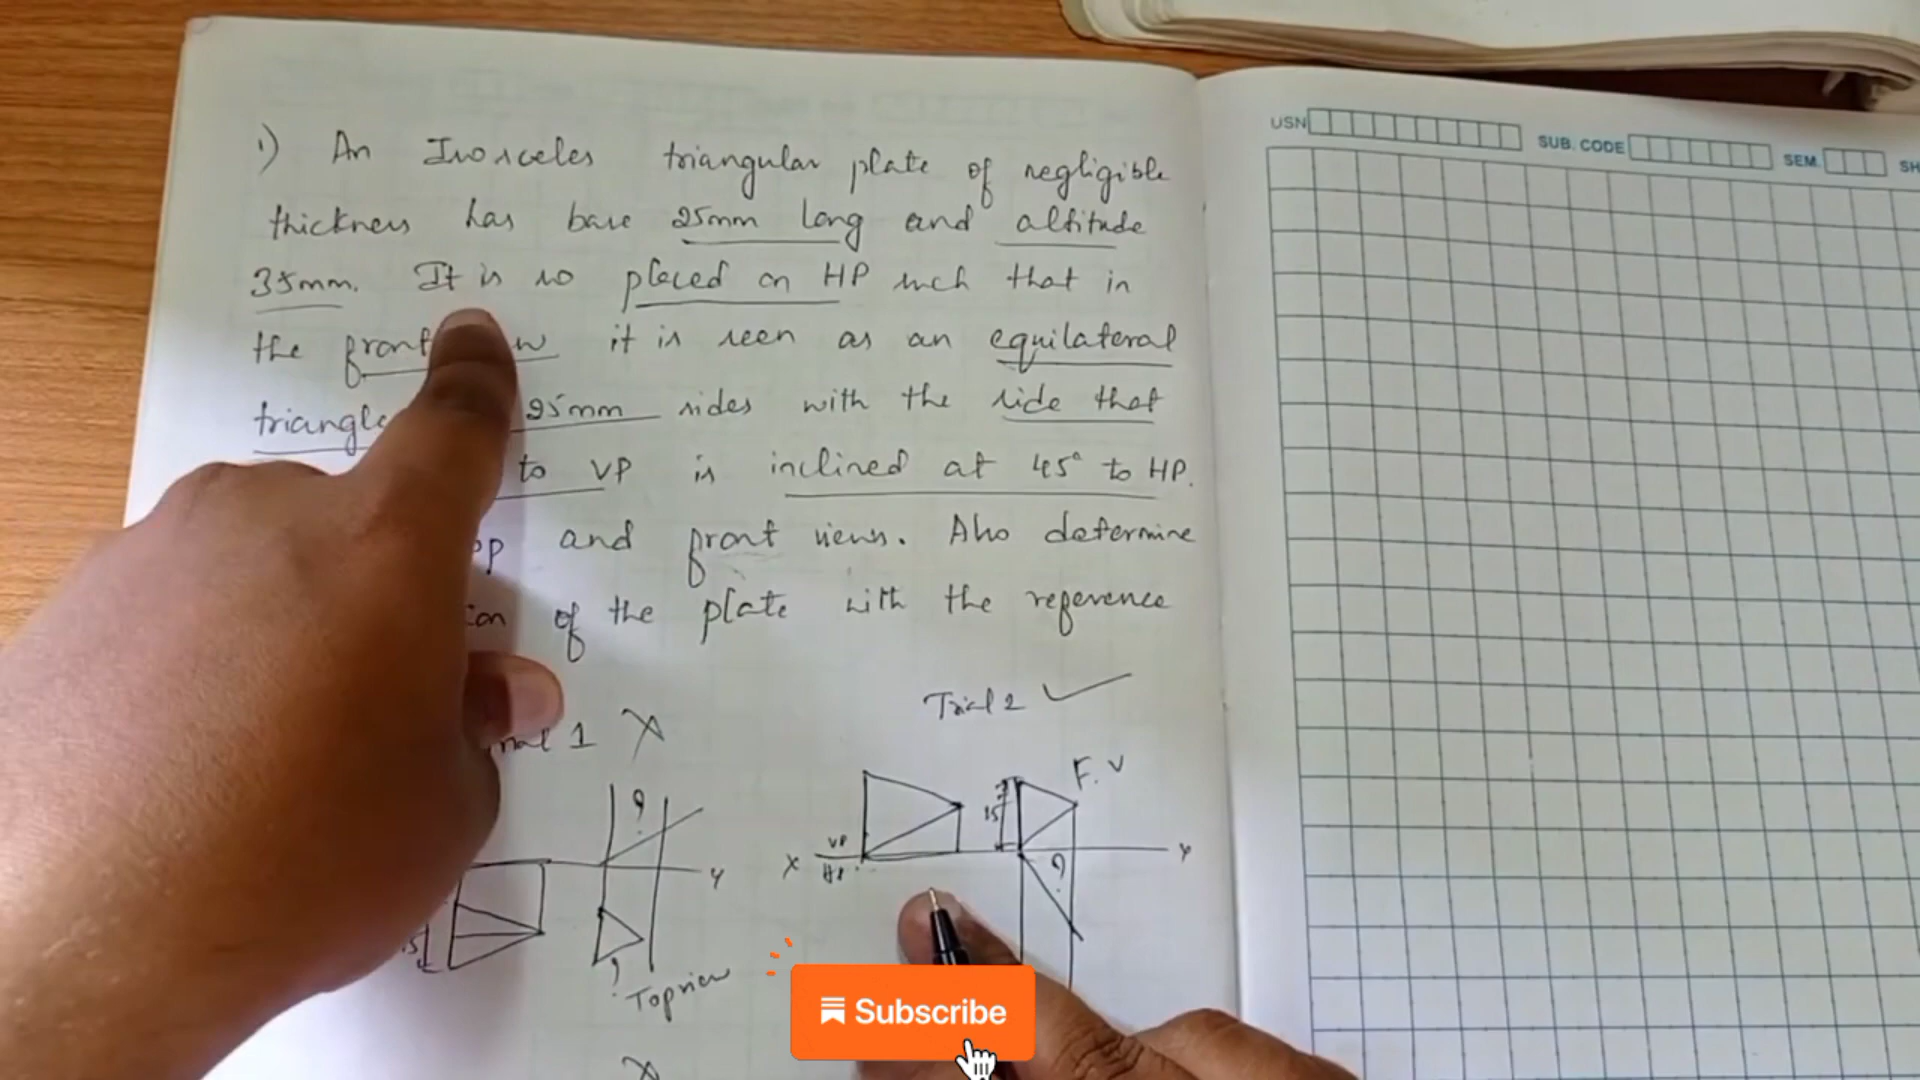 1) An Isosceles triangular plate of negligible
thickness has base 25mm long and altitude
35mm. It is so placed on HP such that in
the front it is seen as an equilateral
triangle 25mm sides with the side that
to VP is inclined at 45° to HP.
and front views. Also determine
of the plate with the reference
Trial 2
1 X
F.V
15
VP
HP
X
Y
?
?
Y
Top view
?
X
USN
SUB. CODE
SEM.
Subscribe